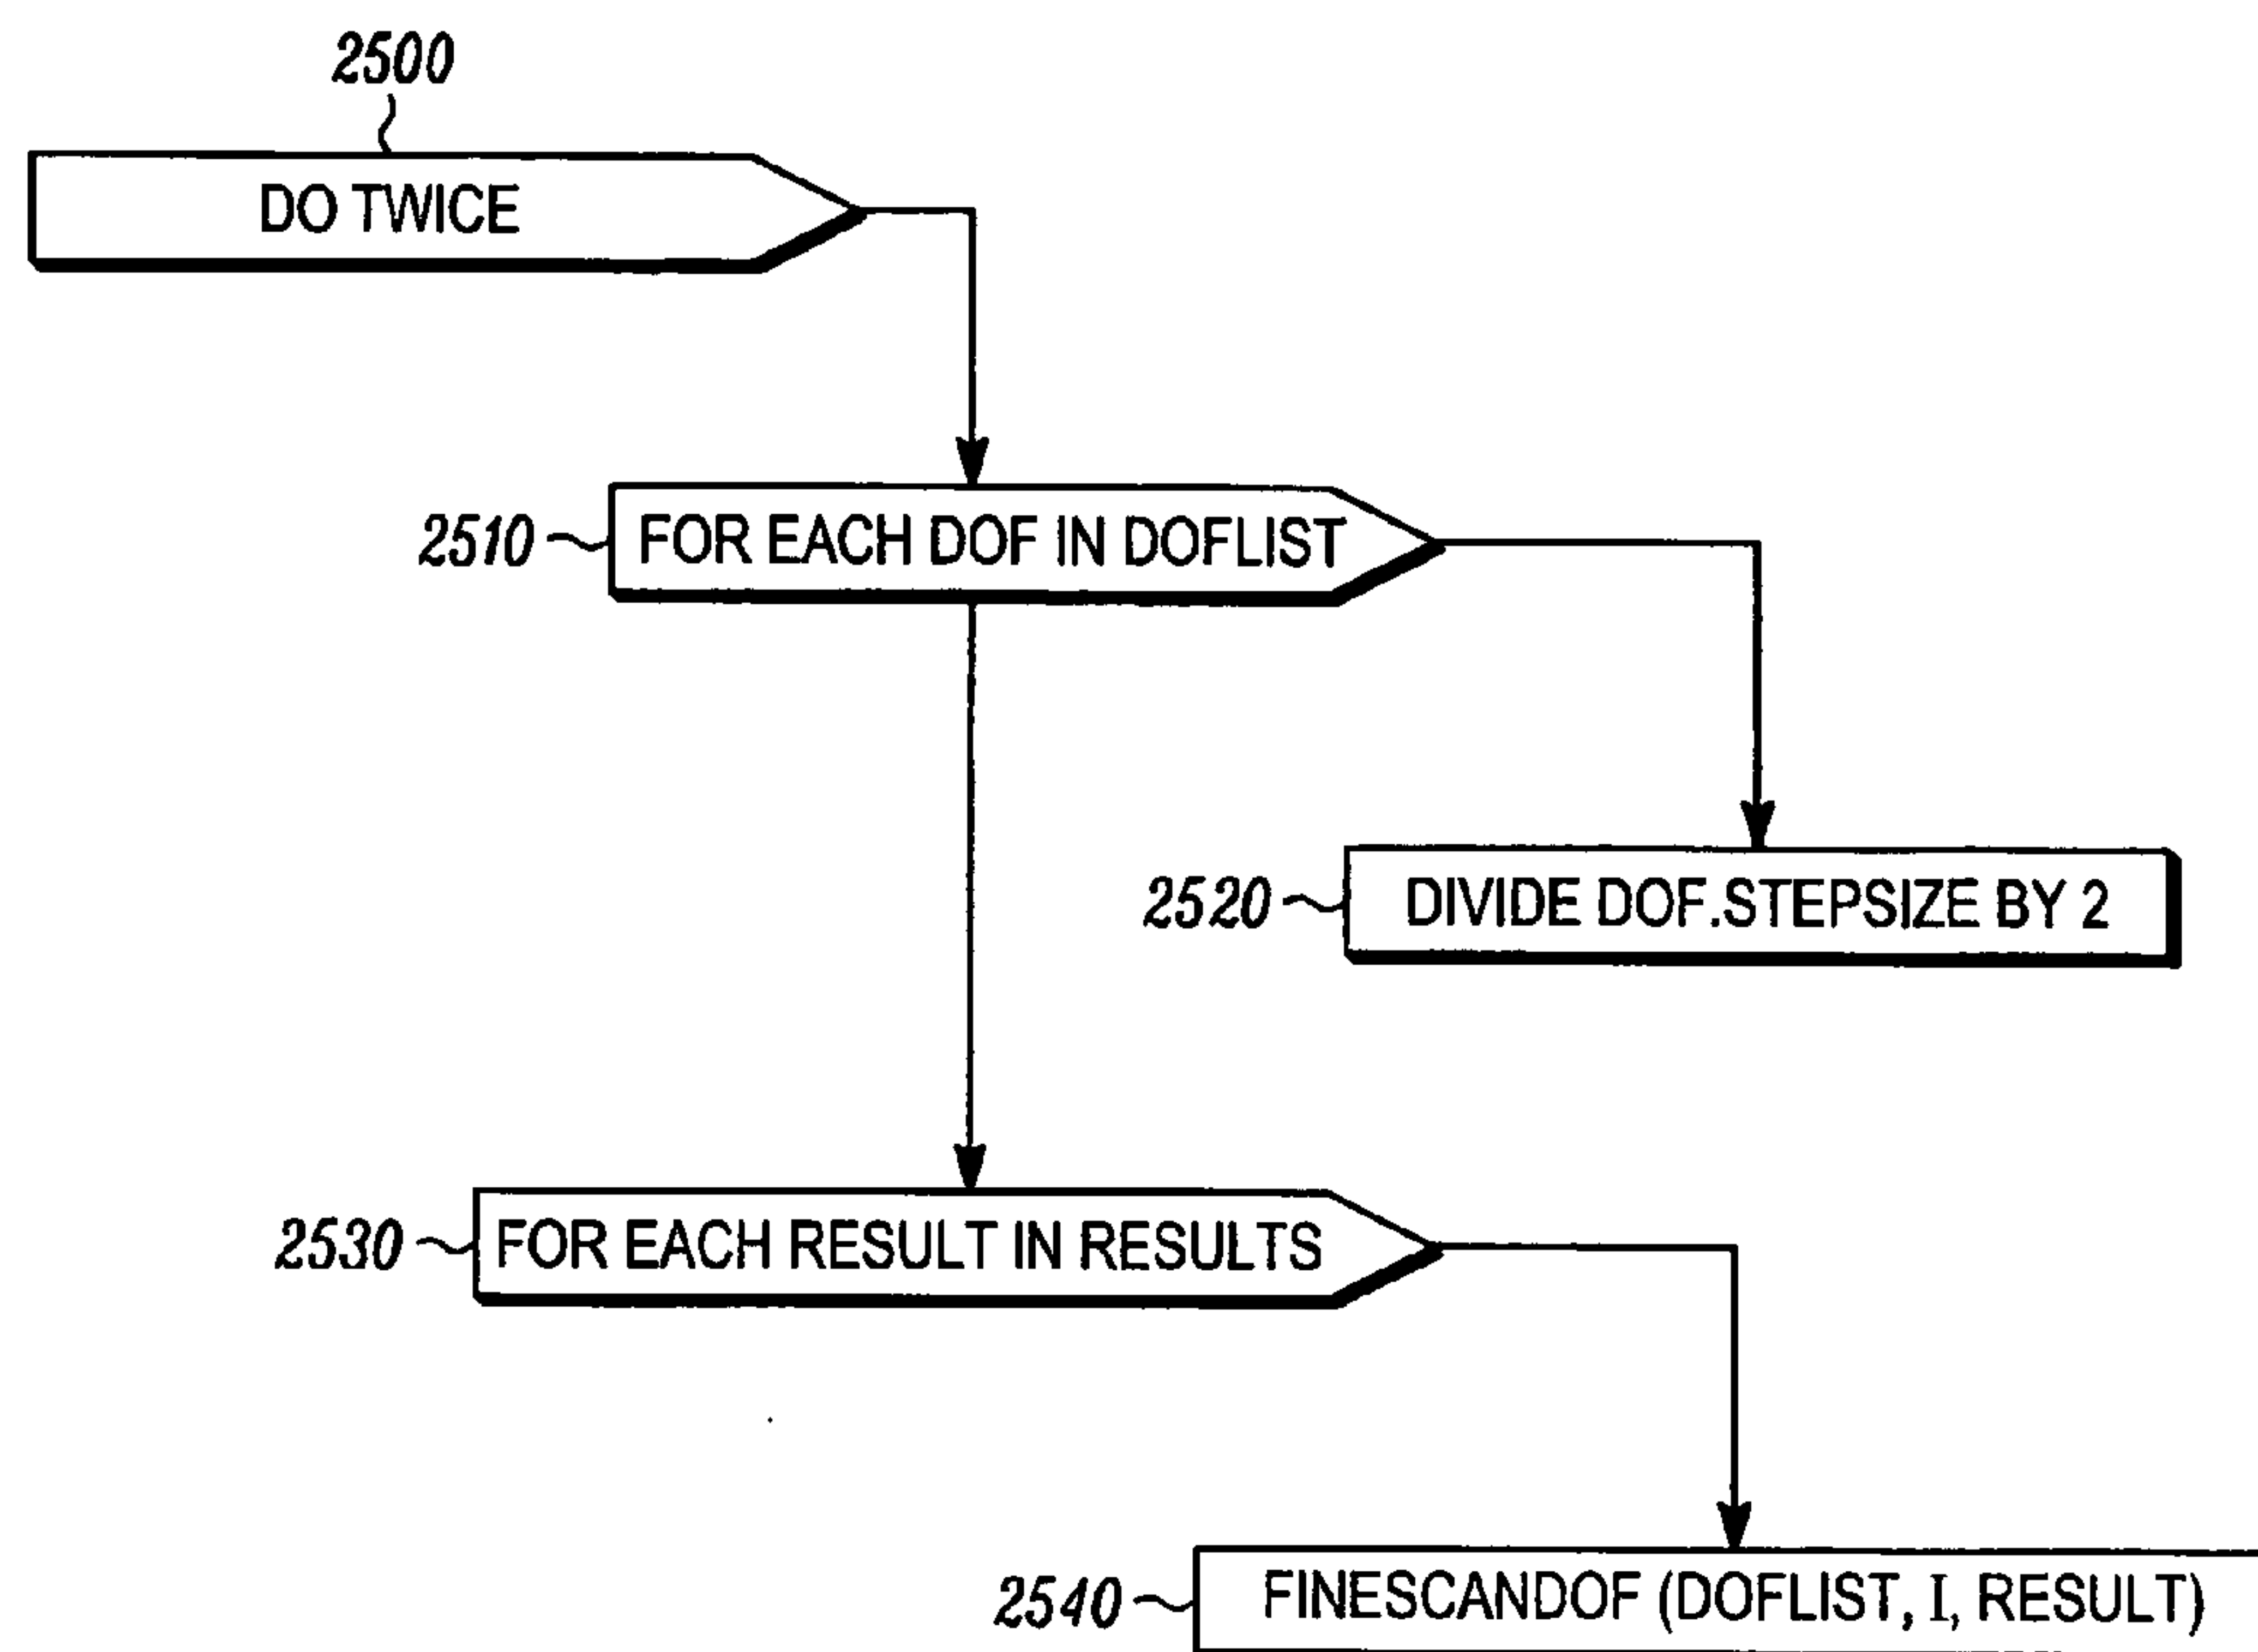 2500
DO TWICE
2510 FOR EACH DOF IN DOFLIST
2520 DIVIDE DOF.STEPSIZE BY 2
2530 FOR EACH RESULT IN RESULTS
2540 FINESCANDOF (DOFLIST, I, RESULT)